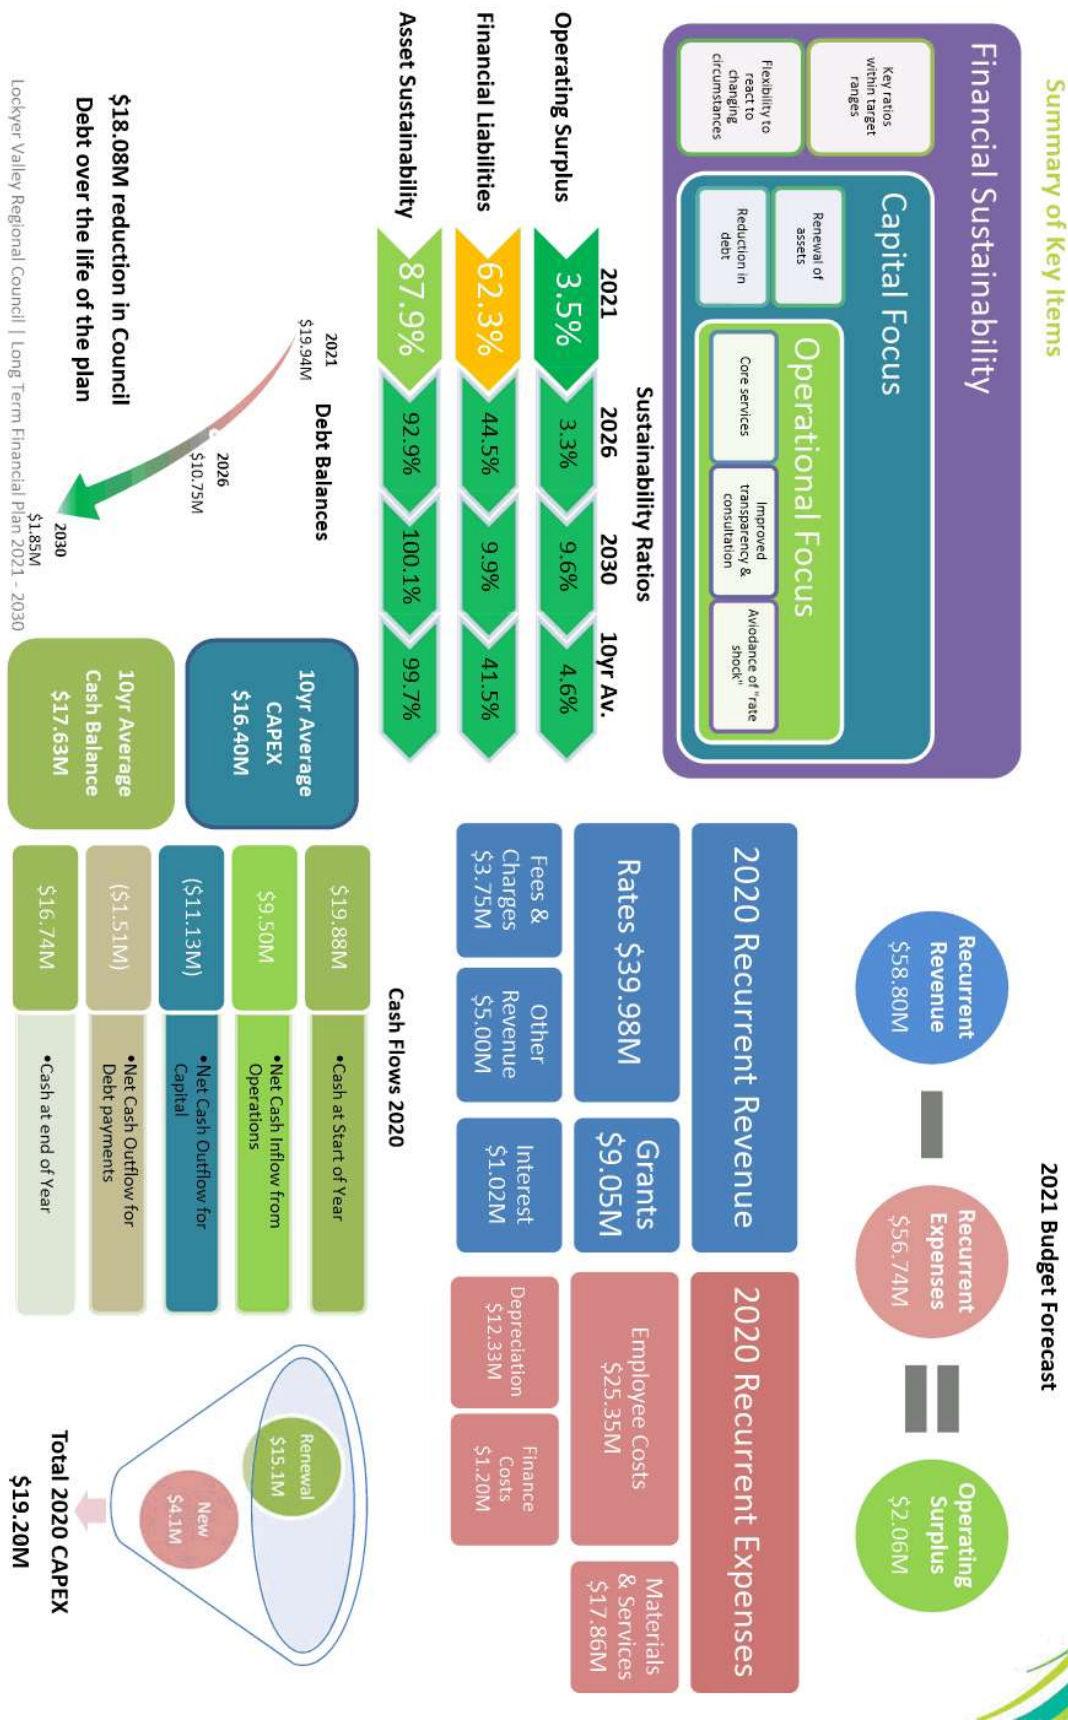 Summary of Key Items
Financial Sustainability
Key ratios
within target
ranges
Flexibility to
react to
changing
circumstances
Capital Focus
Renewal of
assets
Reduction in
debt
Operational Focus
Core services
Improved
transparency &
consultation
Aviodance of "rate
shock"
Sustainability Ratios
2021
2026
2030
10yr Av.
Operating Surplus
3.5%
3.3%
9.6%
4.6%
Financial Liabilities
62.3%
44.5%
9.9%
41.5%
Asset Sustainability
87.9%
92.9%
100.1%
99.7%
Debt Balances
2021
$19.94M
2026
$10.75M
2030
$1.85M
$18.08M reduction in Council
Debt over the life of the plan
2021 Budget Forecast
Recurrent
Revenue
$58.80M
Recurrent
Expenses
$56.74M
Operating
Surplus
$2.06M
2020 Recurrent Revenue
Rates $39.98M
Grants
$9.05M
Fees &
Charges
$3.75M
Other
Revenue
$5.00M
Interest
$1.02M
2020 Recurrent Expenses
Employee Costs
$25.35M
Materials
& Services
$17.86M
Depreciation
$12.33M
Finance
Costs
$1.20M
10yr Average
CAPEX
$16.40M
10yr Average
Cash Balance
$17.63M
Cash Flows 2020
$19.88M
•Cash at Start of Year
$9.50M
•Net Cash Inflow from
Operations
($11.13M)
•Net Cash Outflow for
Capital
($1.51M)
•Net Cash Outflow for
Debt payments
$16.74M
•Cash at end of Year
Renewal
$15.1M
New
$4.1M
Total 2020 CAPEX
$19.20M
Lockyer Valley Regional Council | Long Term Financial Plan 2021 - 2030